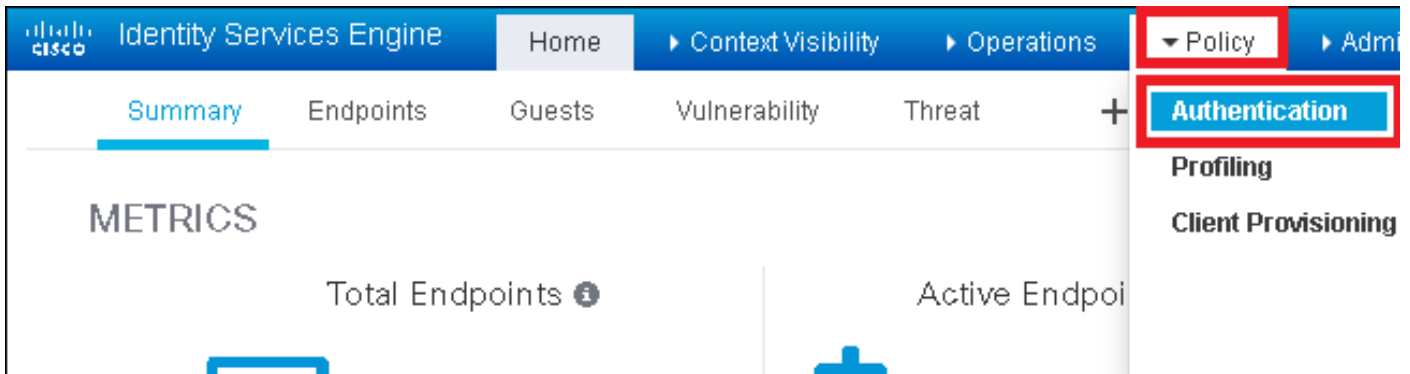 CISCO Identity Services Engine Home Context Visibility Operations Policy
Summary Endpoints Guests Vulnerability Threat + Authentication
Profiling
METRICS
Client Provisioning
Total Endpoints
Active